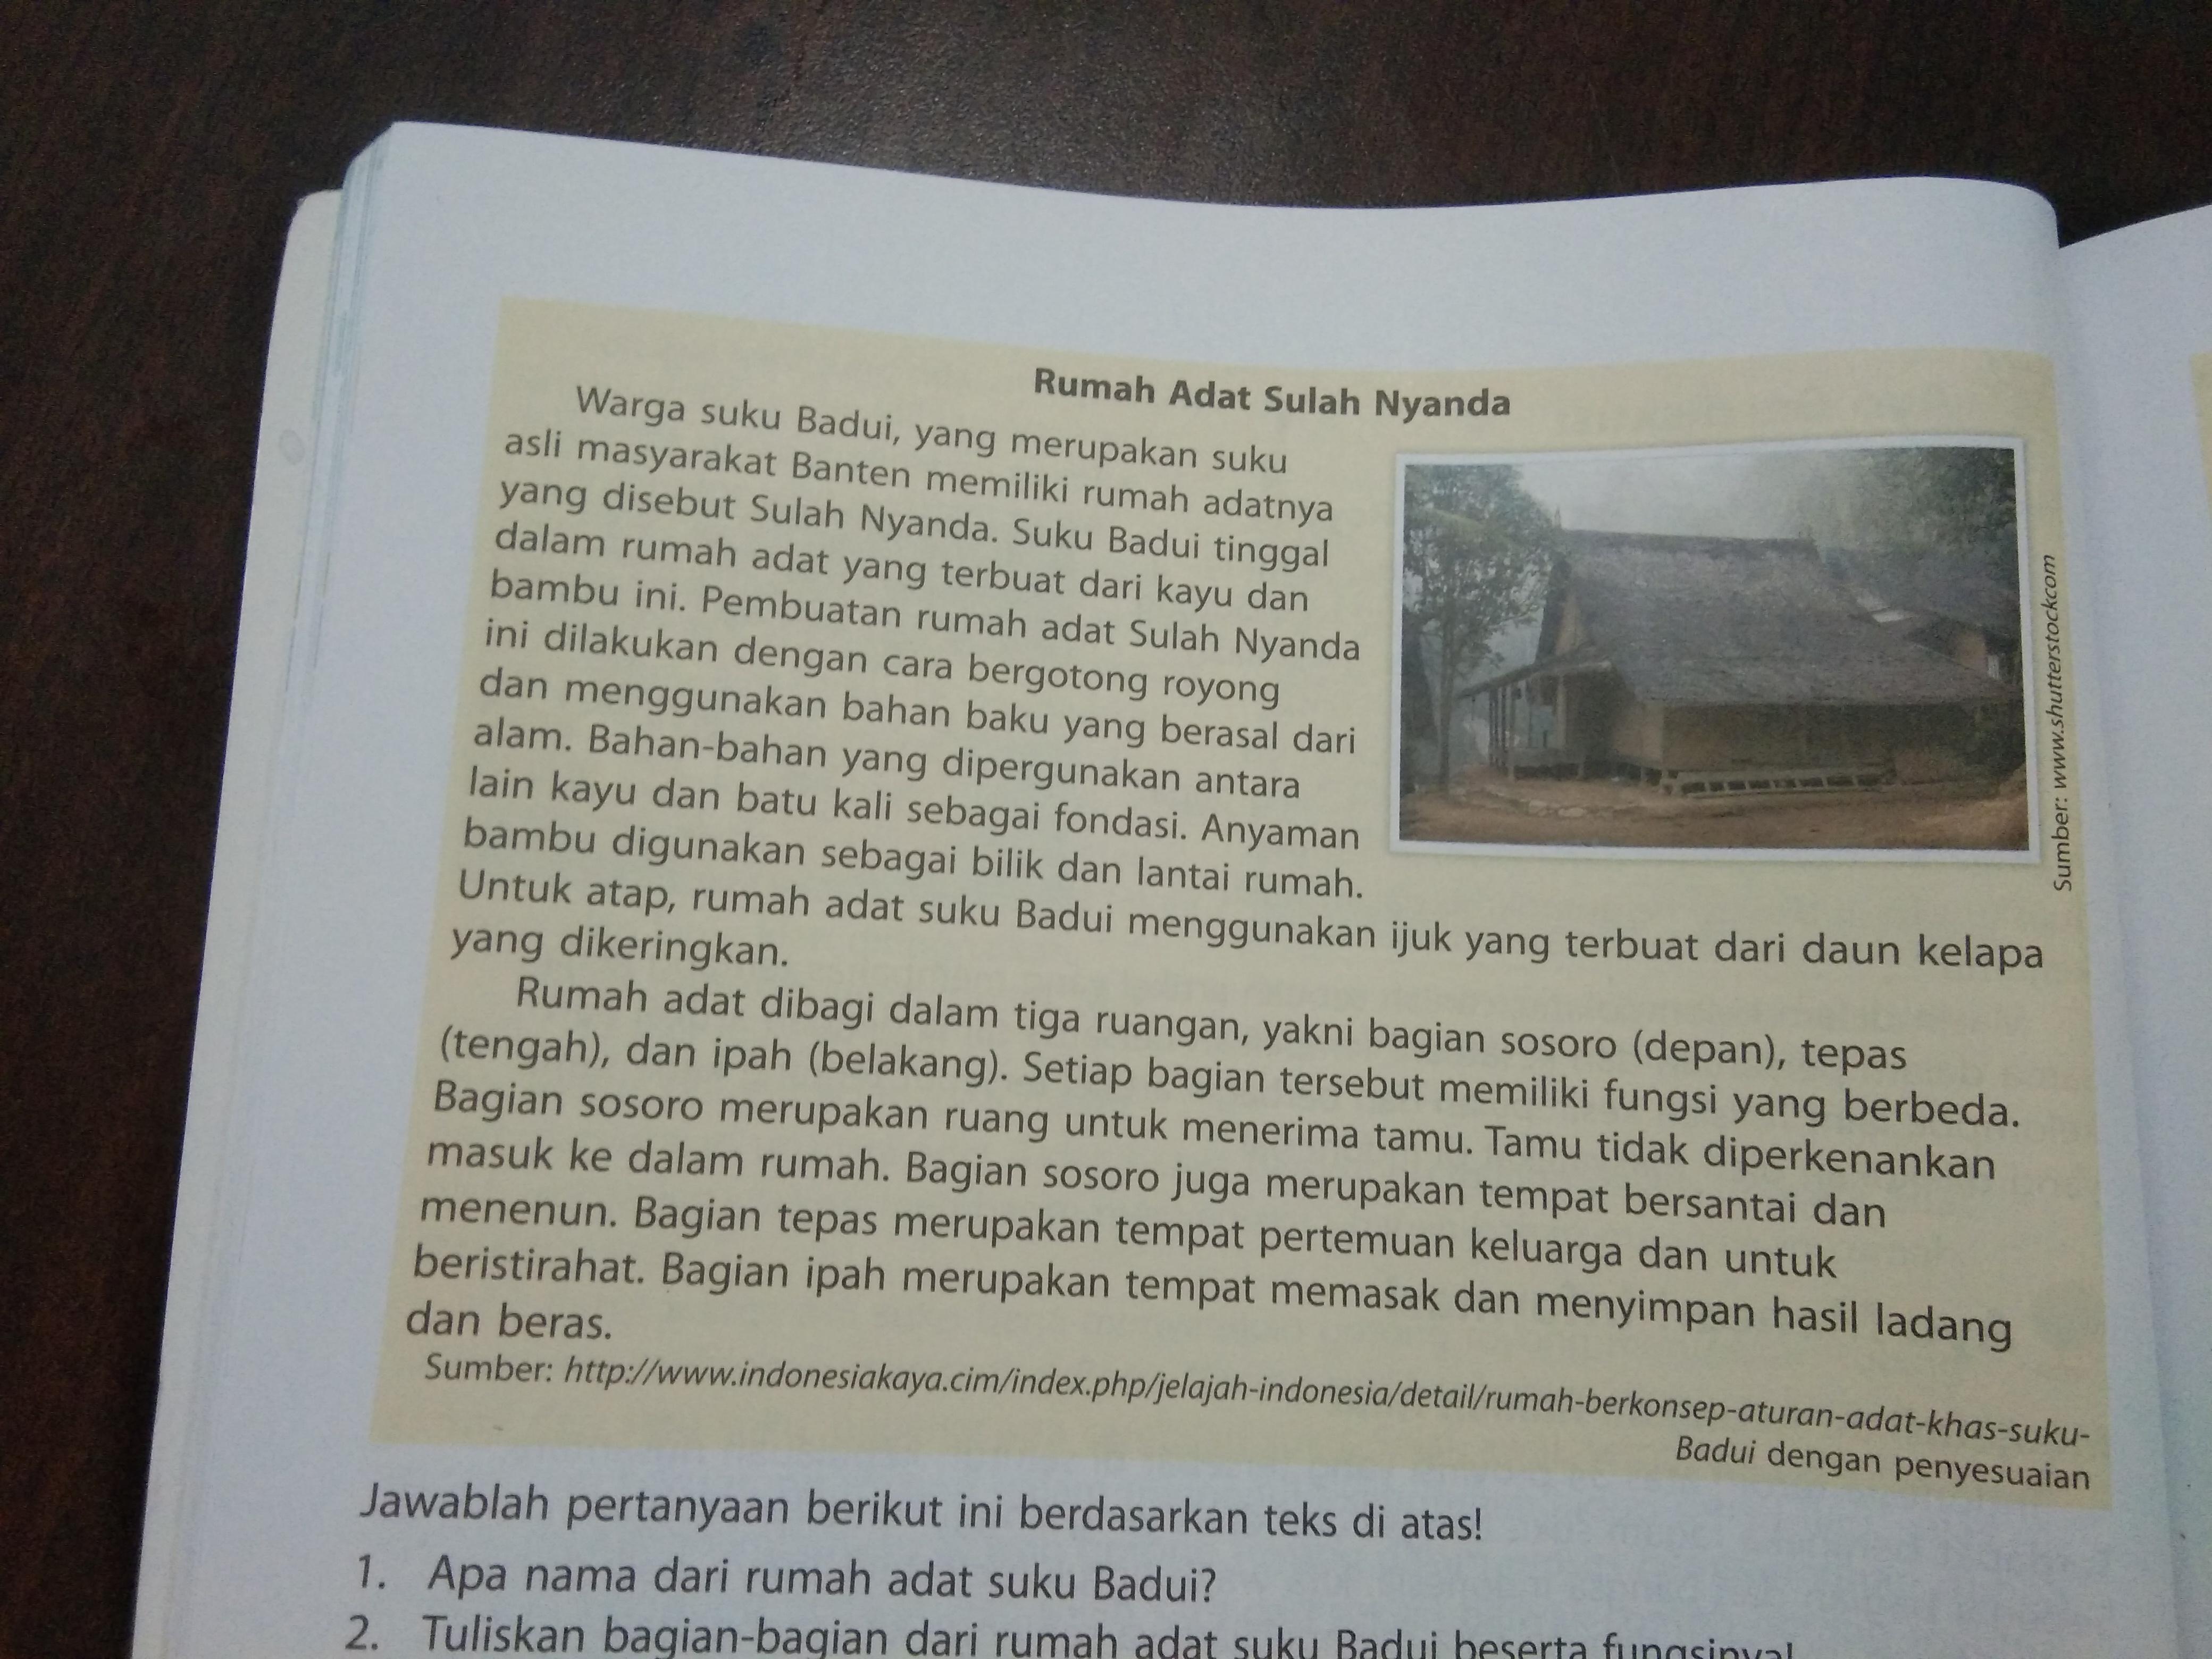 Rumah Adat Sulah Nyanda
Warga suku Badui, yang merupakan suku
asli masyarakat Banten memiliki rumah adatnya
yang disebut Sulah Nyanda. Suku Badui tinggal
dalam rumah adat yang terbuat dari kayu dan
bambu ini. Pembuatan rumah adat Sulah Nyanda
ini dilakukan dengan cara bergotong royong
dan menggunakan bahan baku yang berasal dari
alam. Bahan-bahan yang dipergunakan antara
lain kayu dan batu kali sebagai fondasi. Anyaman
bambu digunakan sebagai bilik dan lantai rumah.
Untuk atap, rumah adat suku Badui menggunakan ijuk yang terbuat dari daun kelapa
yang dikeringkan.
Sumber: www.shutterstockcom
Rumah adat dibagi dalam tiga ruangan, yakni bagian sosoro (depan), tepas
(tengah), dan ipah (belakang). Setiap bagian tersebut memiliki fungsi yang berbeda.
Bagian sosoro merupakan ruang untuk menerima tamu. Tamu tidak diperkenankan
masuk ke dalam rumah. Bagian sosoro juga merupakan tempat bersantai dan
menenun. Bagian tepas merupakan tempat pertemuan keluarga dan untuk
beristirahat. Bagian ipah merupakan tempat memasak dan menyimpan hasil ladang
dan beras.
Sumber: http://www.indonesiakaya.cim/index.php/jelajah-indonesia/detail/rumah-berkonsep-aturan-adat-khas-suku-
Badui dengan penyesuaian
Jawablah pertanyaan berikut ini berdasarkan teks di atas!
1. Apa nama dari rumah adat suku Badui?
2. Tuliskan bagian-bagian dari rumah adat suku Badui beserta fungsinya!